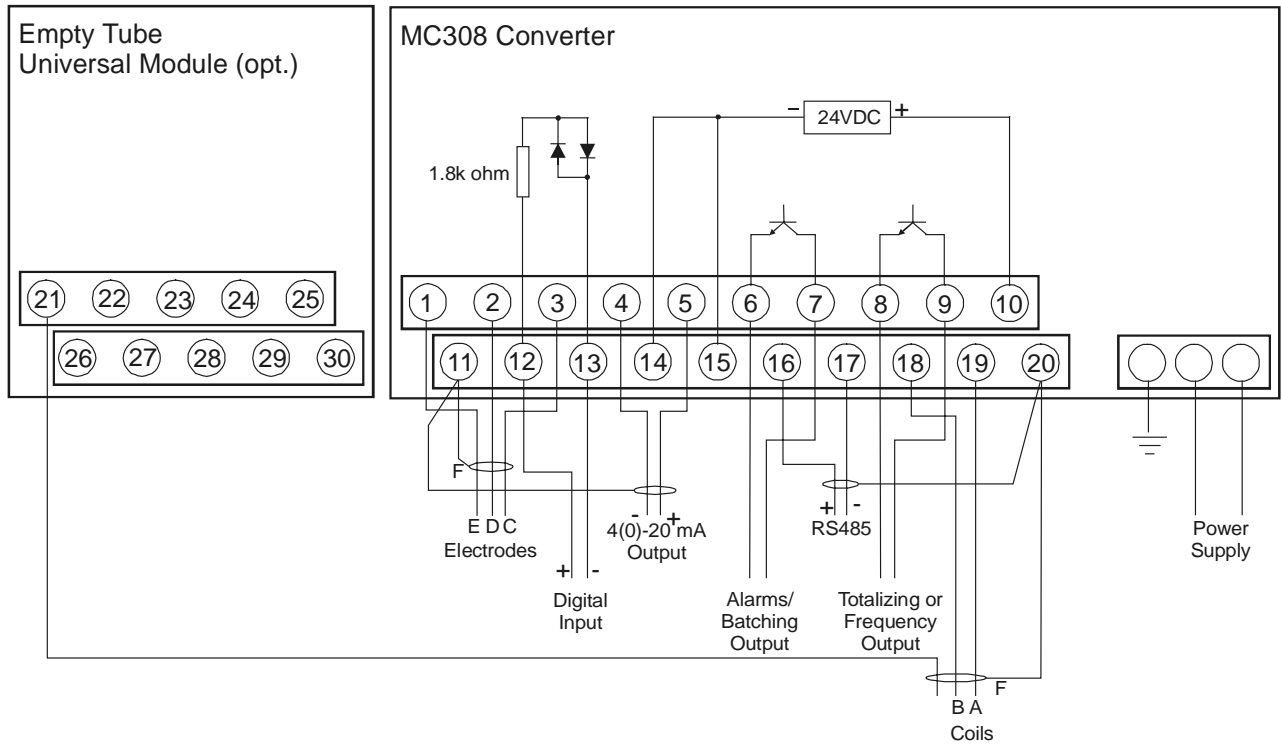 Empty Tube
Universal Module (opt.)
MC308 Converter
− 24VDC +
1.8k ohm
21 22 23 24 25
26 27 28 29 30
1 2 3 4 5 6 7 8 9 10
11 12 13 14 15 16 17 18 19 20
F
E D C
Electrodes
- +
4(0)-20 mA
Output
+ -
RS485
Power
Supply
+ -
Digital
Input
Alarms/
Batching
Output
Totalizing or
Frequency
Output
F
B A
Coils